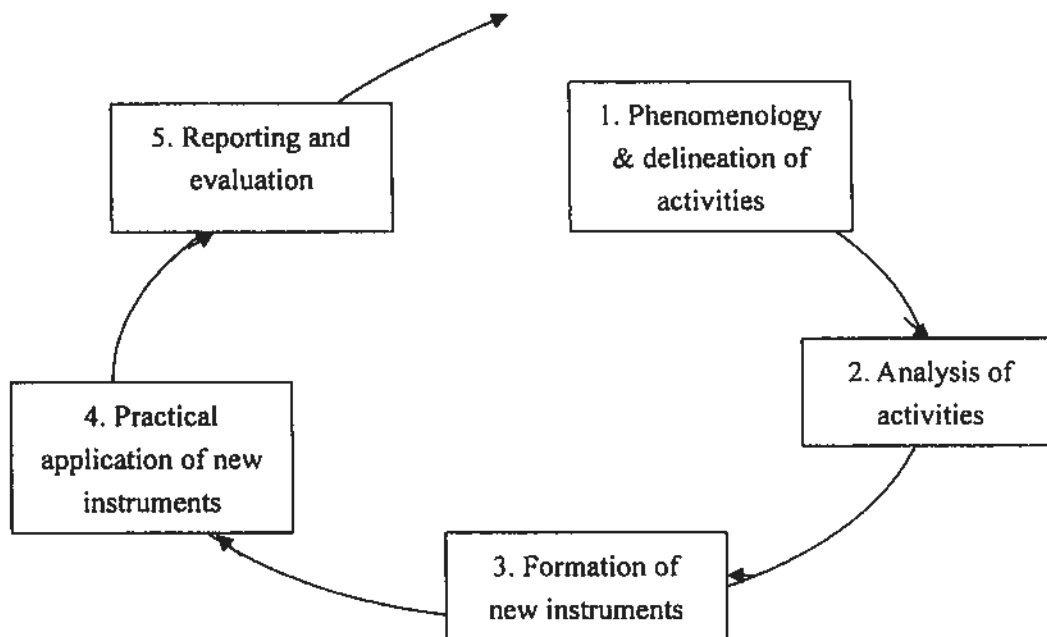 1. Phenomenology
& delineation of
activities
2. Analysis of
activities
3. Formation of
new instruments
4. Practical
application of new
instruments
5. Reporting and
evaluation